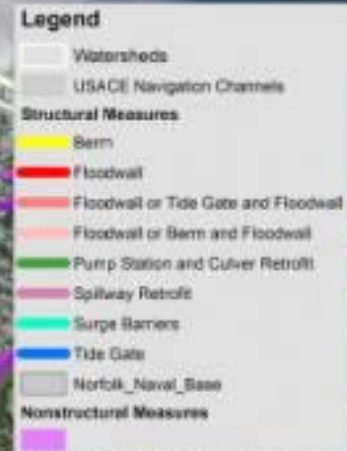 Legend
Watersheds
USACE Navigation Channels
Structural Measures
Berm
Floodwall
Floodwall or Tide Gate and Floodwall
Floodwall or Berm and Floodwall
Pump Station and Culver Retrofit
Spillway Retrofit
Surge Barriers
Tide Gate
Norfolk_Naval_Base
Nonstructural Measures